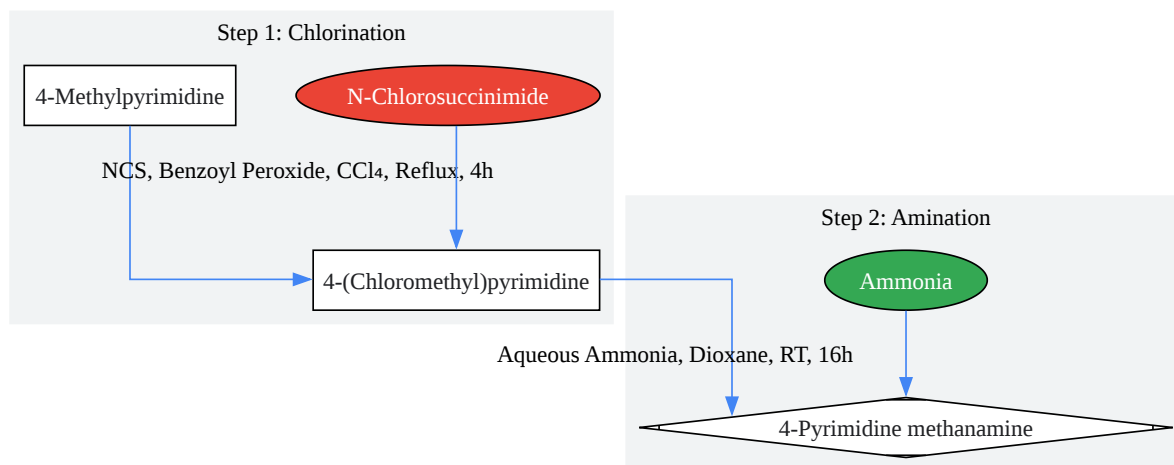 Step 1: Chlorination
4-Methylpyrimidine
N-Chlorosuccinimide
NCS, Benzoyl Peroxide, CCl₄, Reflux, 4h
4-(Chloromethyl)pyrimidine
Step 2: Amination
Ammonia
Aqueous Ammonia, Dioxane, RT, 16h
4-Pyrimidine methanamine